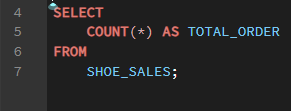 4 SELECT
5 COUNT(*) AS TOTAL_ORDER
6 FROM
7 SHOE_SALES;